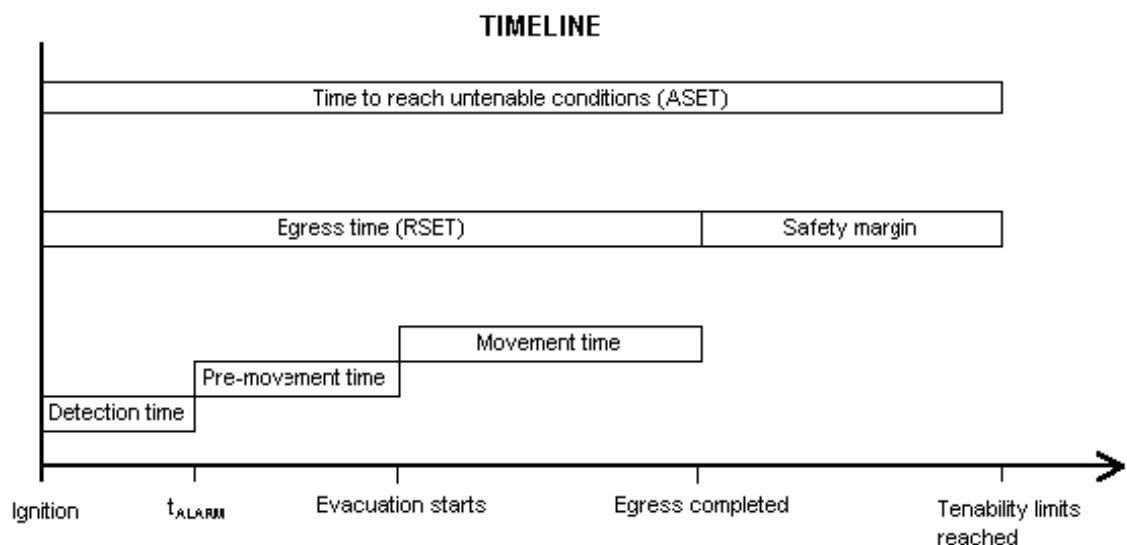 TIMELINE
Time to reach untenable conditions (ASET)
Egress time (RSET)
Safety margin
Movement time
Pre-movement time
Detection time
Ignition
tALARM
Evacuation starts
Egress completed
Tenability limits
reached